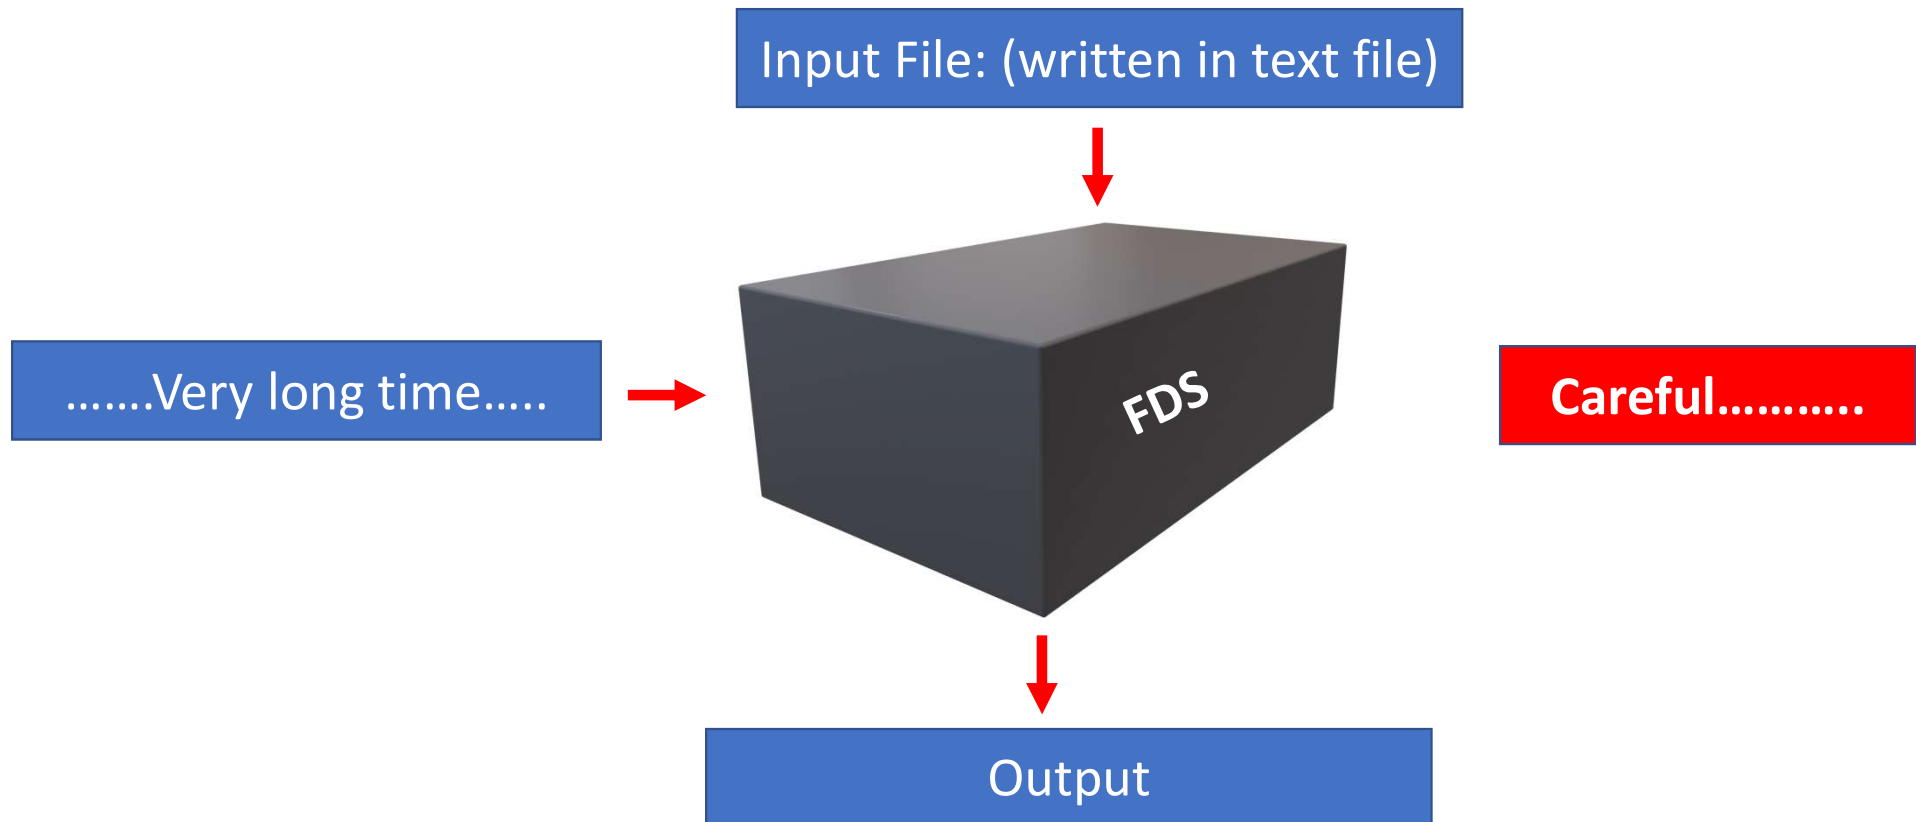 Input File: (written in text file)
…….Very long time…..
FDS
Careful………..
Output